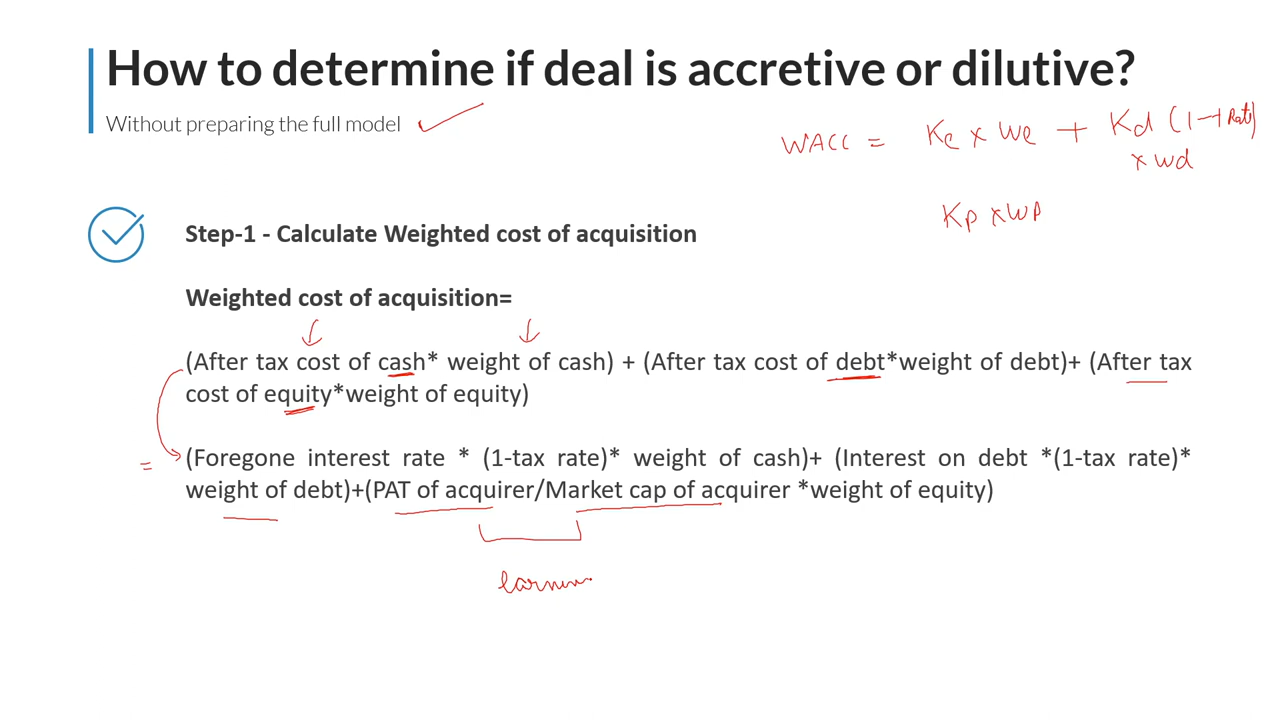 How to determine if deal is accretive or dilutive?
Without preparing the full model
WACC = Ke x We + Kd (1-t Rate)
x wd
Kp x Wp
Step-1 - Calculate Weighted cost of acquisition
Weighted cost of acquisition=
(After tax cost of cash* weight of cash) + (After tax cost of debt*weight of debt)+ (After tax
cost of equity*weight of equity)
= (Foregone interest rate * (1-tax rate)* weight of cash)+ (Interest on debt *(1-tax rate)*
weight of debt)+(PAT of acquirer/Market cap of acquirer *weight of equity)